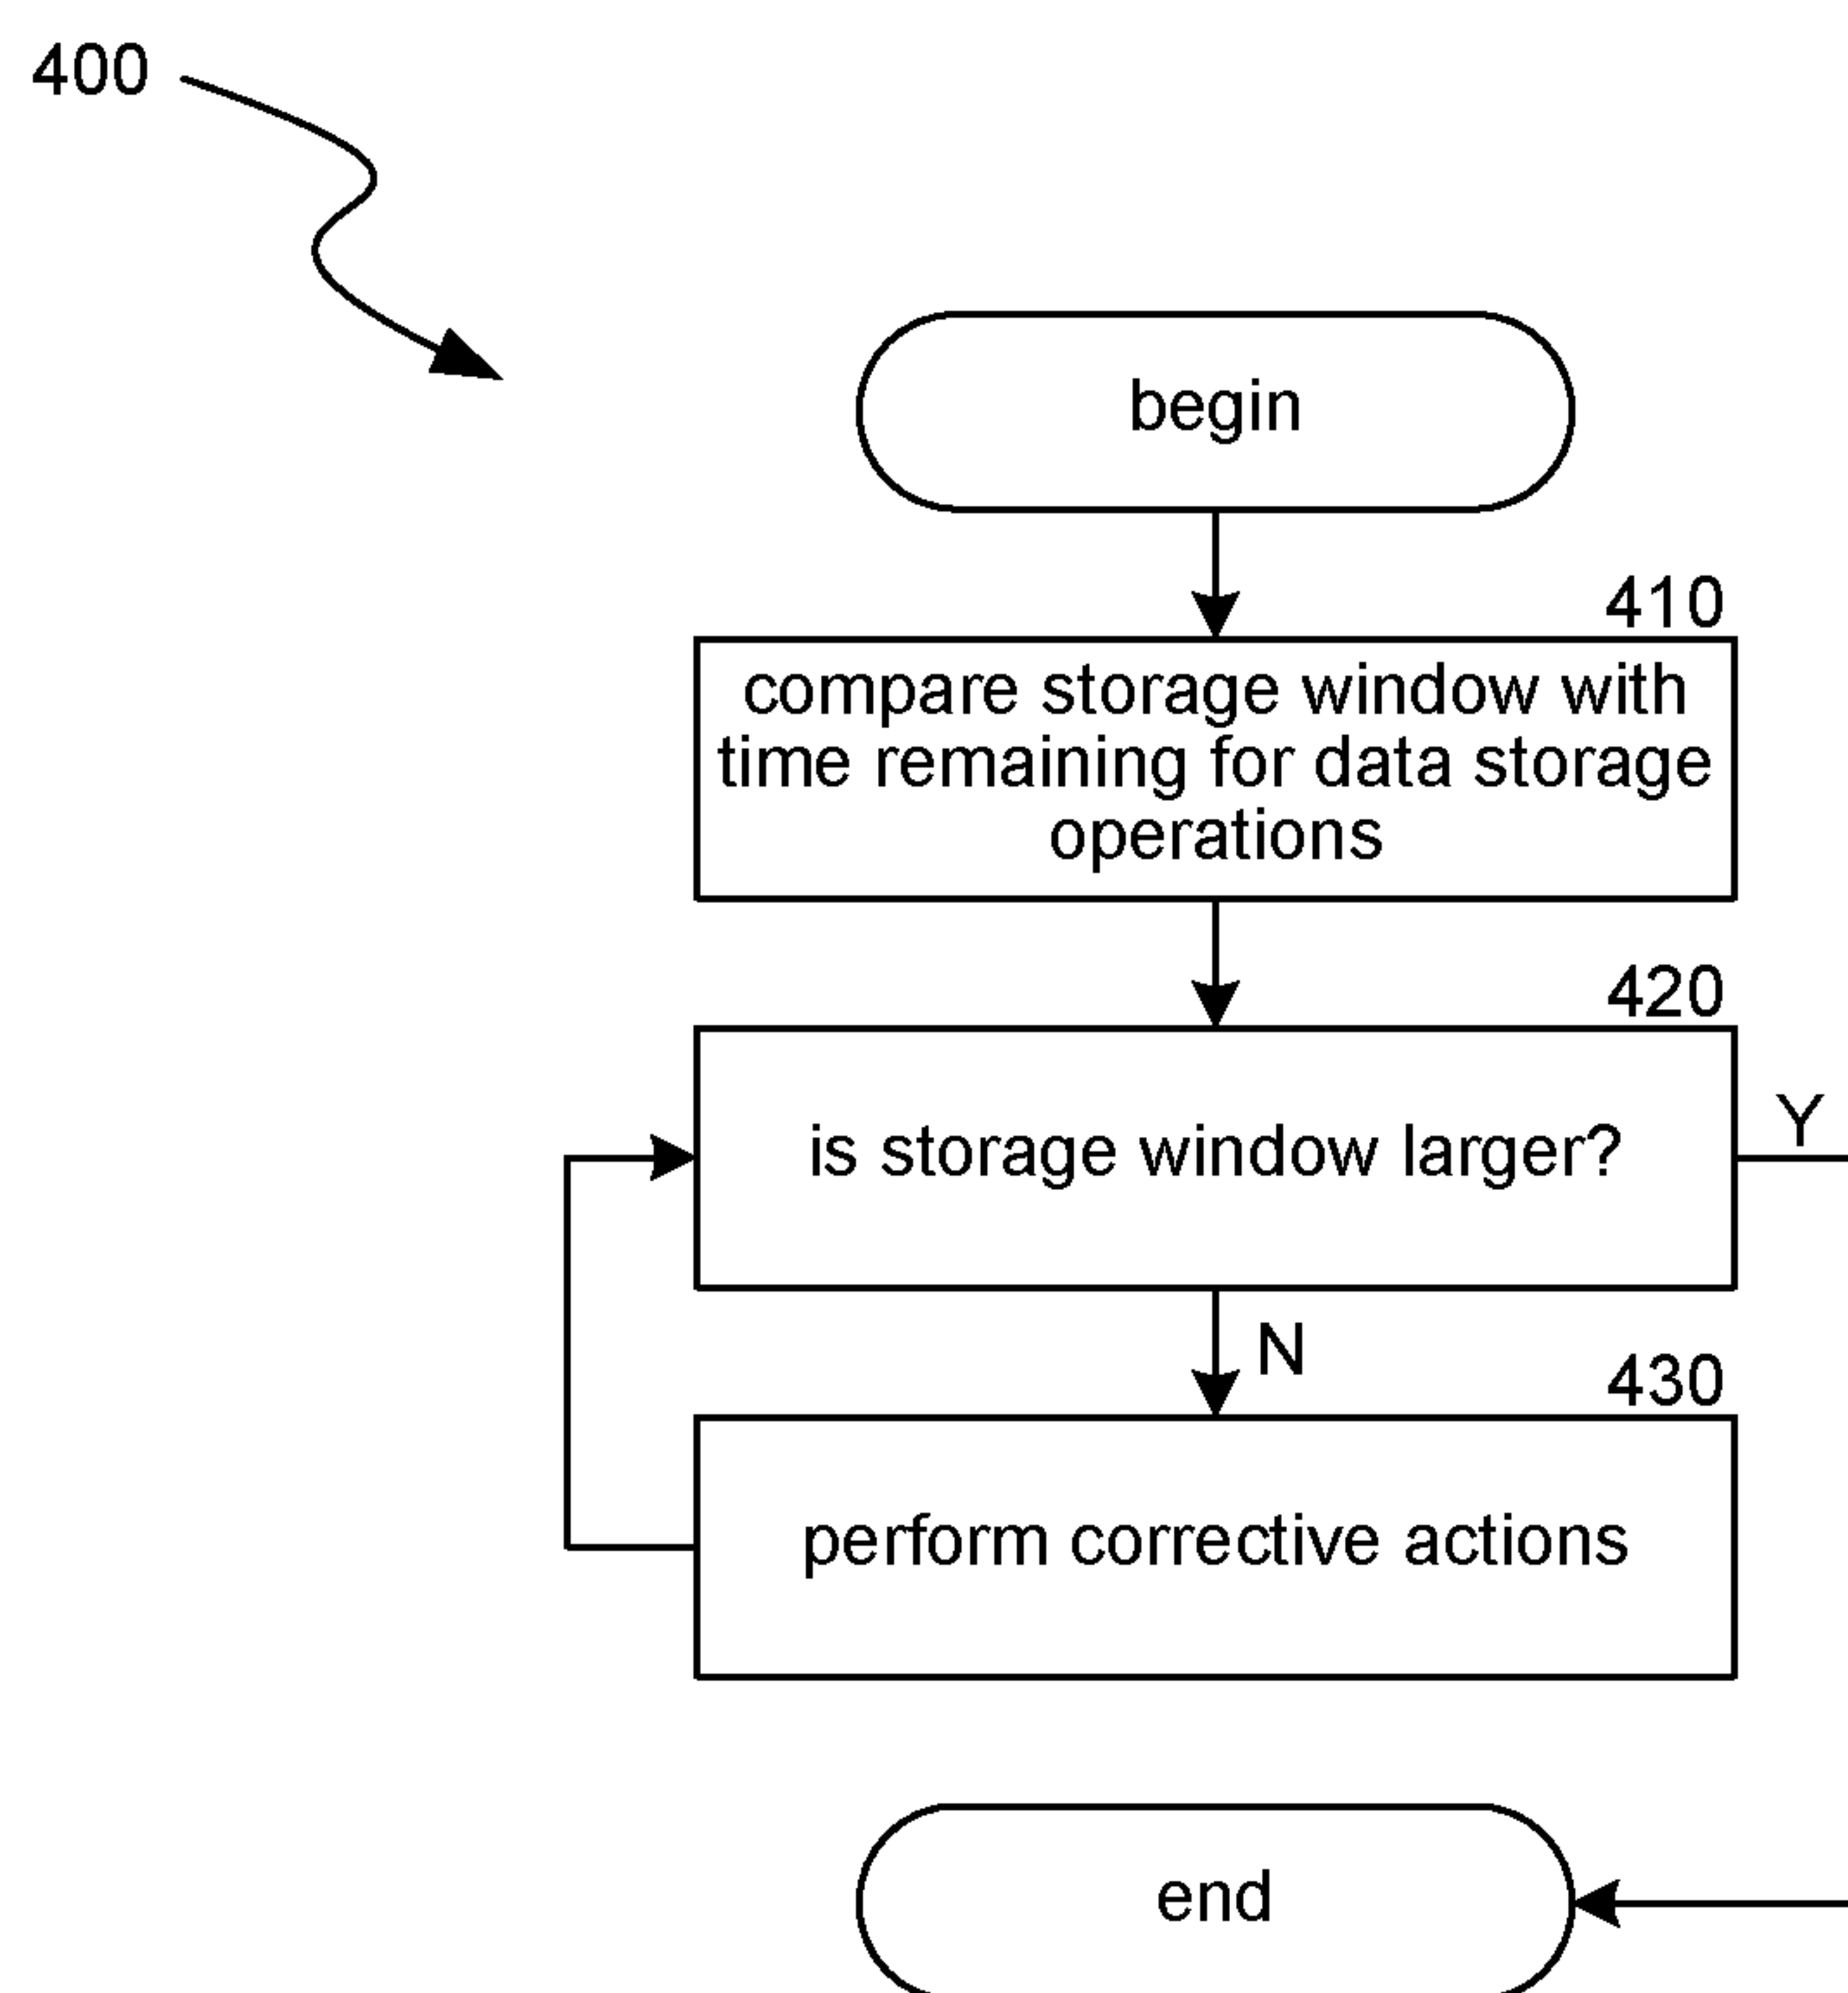 400
begin
410
compare storage window with
time remaining for data storage
operations
420
is storage window larger?
Y
N
430
perform corrective actions
end